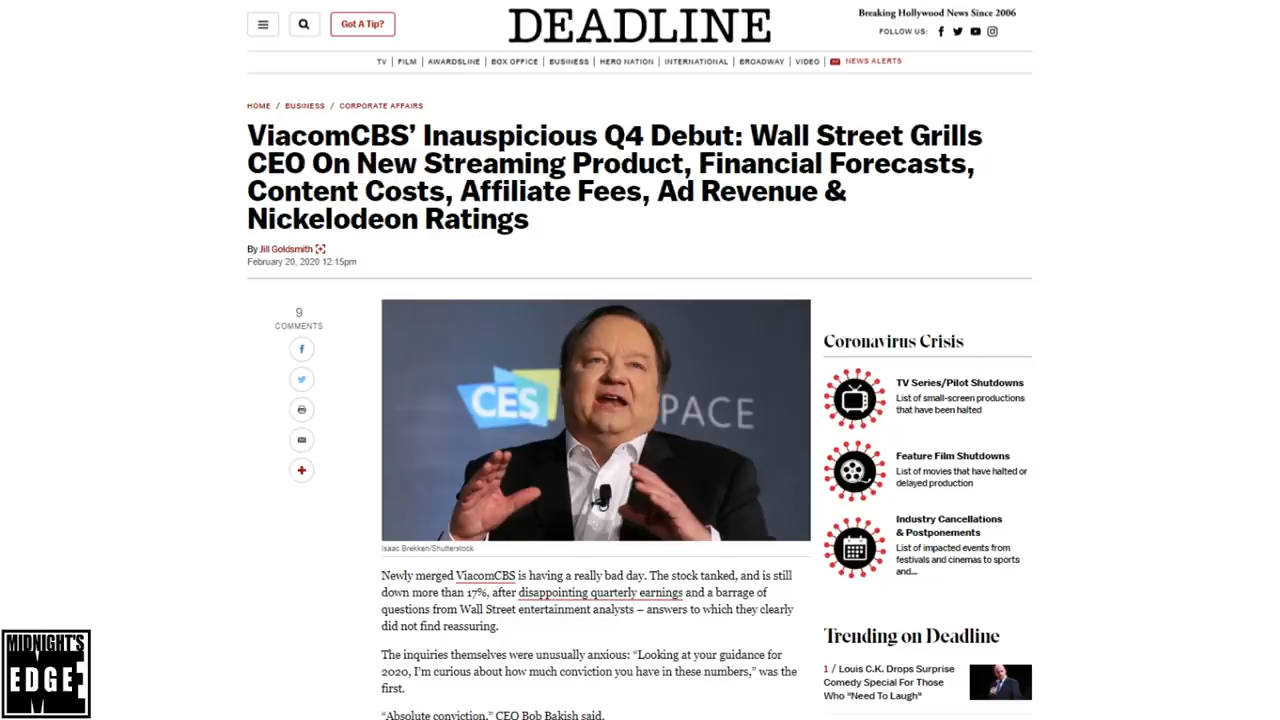 Got A Tip?
DEADLINE
Breaking Hollywood News Since 2006
FOLLOW US:
TV | FILM | AWARDSLINE | BOX OFFICE | BUSINESS | HERO NATION | INTERNATIONAL | BROADWAY | VIDEO | NEWS ALERTS
HOME / BUSINESS / CORPORATE AFFAIRS
ViacomCBS’ Inauspicious Q4 Debut: Wall Street Grills
CEO On New Streaming Product, Financial Forecasts,
Content Costs, Affiliate Fees, Ad Revenue &
Nickelodeon Ratings
By Jill Goldsmith
February 20, 2020 12:15pm
9
COMMENTS
CES
PACE
Isaac Brekken/Shutterstock
Newly merged ViacomCBS is having a really bad day. The stock tanked, and is still
down more than 17%, after disappointing quarterly earnings and a barrage of
questions from Wall Street entertainment analysts – answers to which they clearly
did not find reassuring.
The inquiries themselves were unusually anxious: “Looking at your guidance for
2020, I’m curious about how much conviction you have in these numbers,” was the
first.
“Absolute conviction,” CEO Bob Bakish said.
Coronavirus Crisis
TV Series/Pilot Shutdowns
List of small-screen productions
that have been halted
Feature Film Shutdowns
List of movies that have halted or
delayed production
Industry Cancellations
& Postponements
List of impacted events from
festivals and cinemas to sports
and...
Trending on Deadline
1 / Louis C.K. Drops Surprise
Comedy Special For Those
Who "Need To Laugh"
MIDNIGHT'S
EDGE
ME